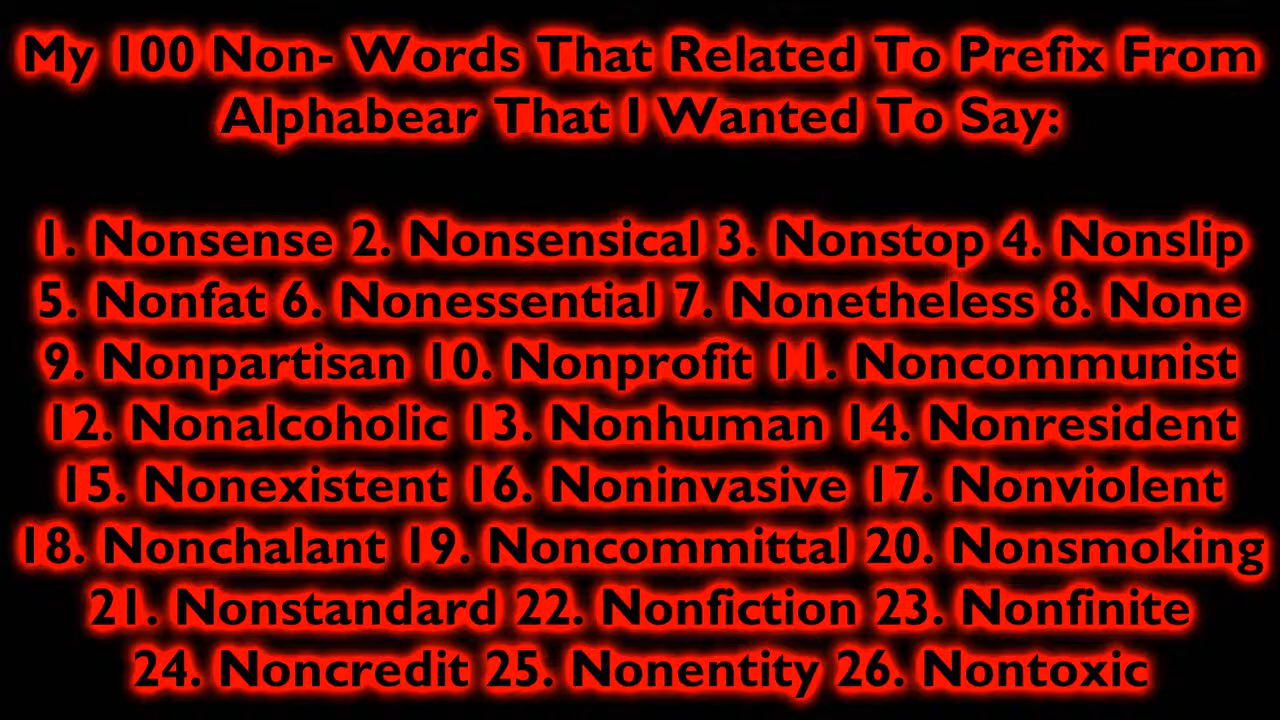 My 100 Non- Words That Related To Prefix From
Alphabear That I Wanted To Say:
1. Nonsense 2. Nonsensical 3. Nonstop 4. Nonslip
5. Nonfat 6. Nonessential 7. Nonetheless 8. None
9. Nonpartisan 10. Nonprofit 11. Noncommunist
12. Nonalcoholic 13. Nonhuman 14. Nonresident
15. Nonexistent 16. Noninvasive 17. Nonviolent
18. Nonchalant 19. Noncommittal 20. Nonsmoking
21. Nonstandard 22. Nonfiction 23. Nonfinite
24. Noncredit 25. Nonentity 26. Nontoxic